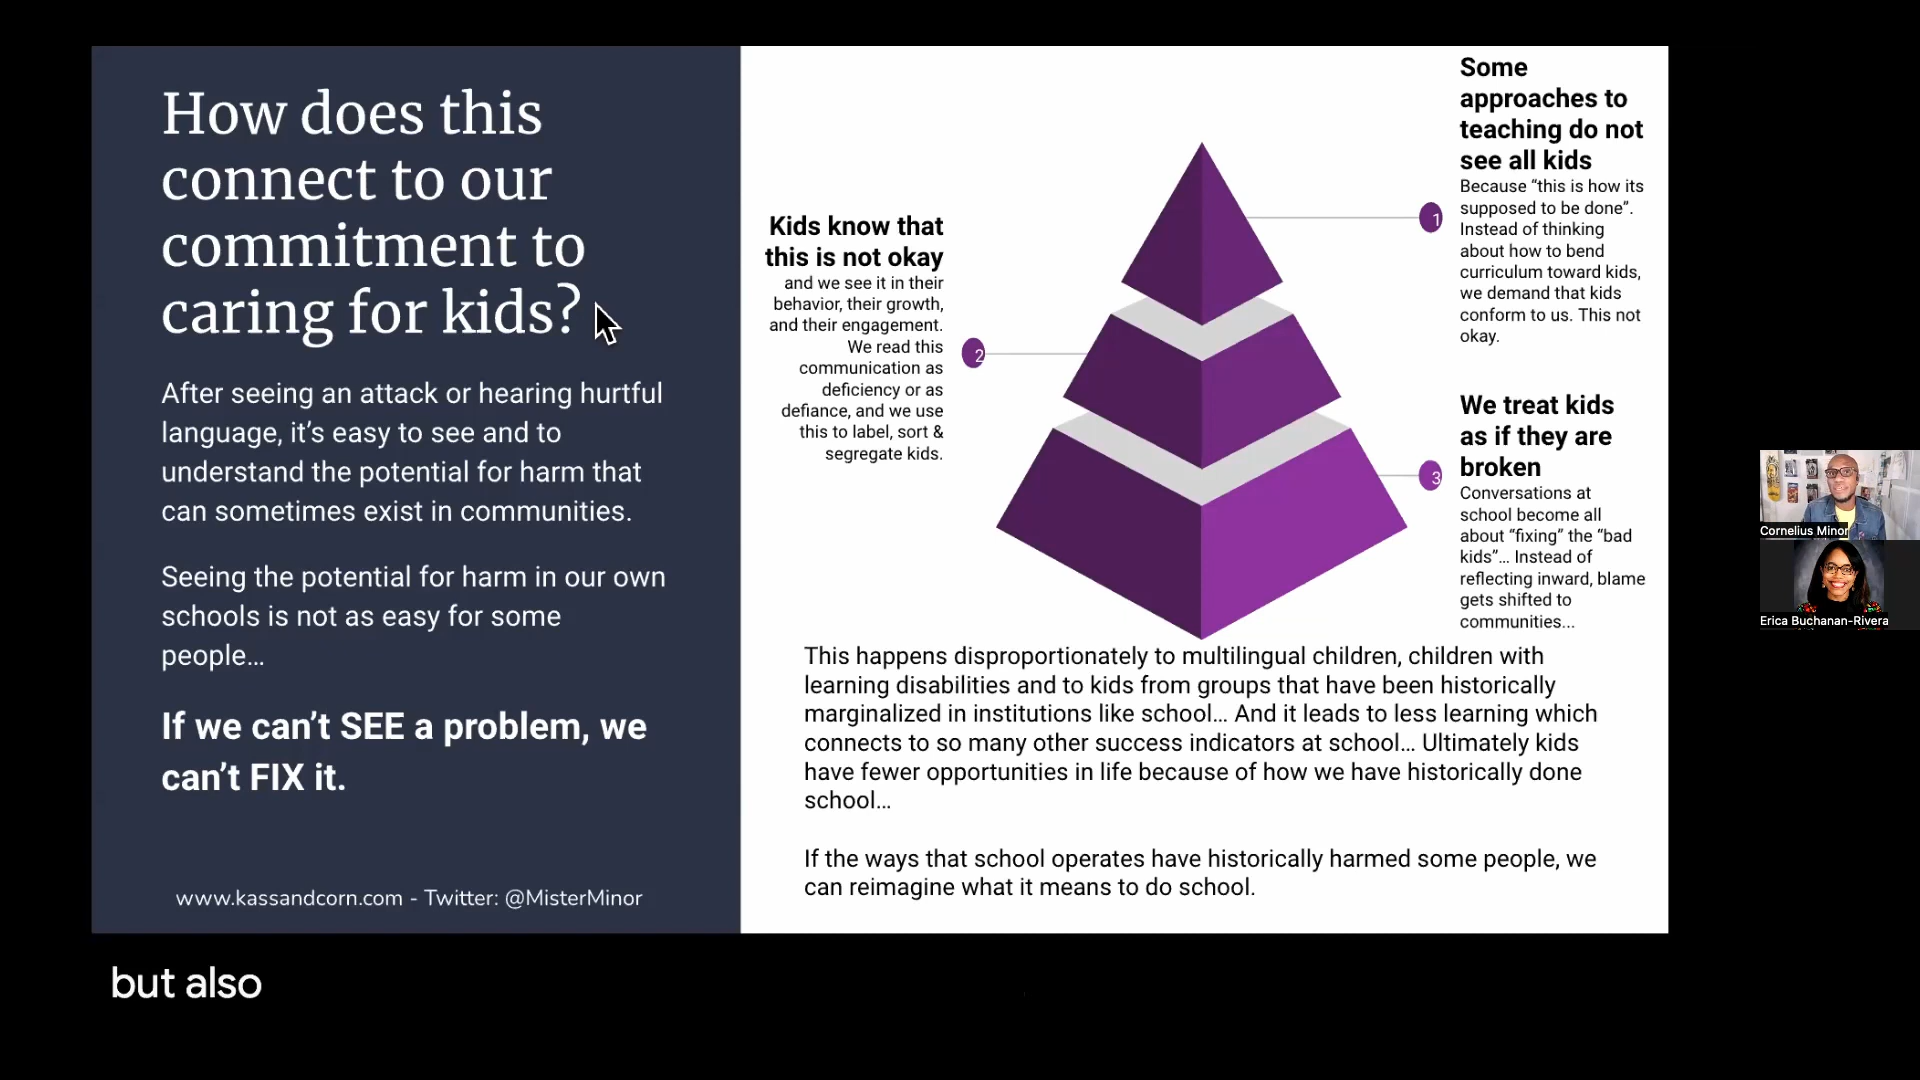 How does this
connect to our
commitment to
caring for kids?
After seeing an attack or hearing hurtful
language, it’s easy to see and to
understand the potential for harm that
can sometimes exist in communities.
Seeing the potential for harm in our own
schools is not as easy for some
people…
If we can’t SEE a problem, we
can’t FIX it.
www.kassandcorn.com - Twitter: @MisterMinor
Some
approaches to
teaching do not
see all kids
Because “this is how its
supposed to be done”.
Instead of thinking
about how to bend
curriculum toward kids,
we demand that kids
conform to us. This not
okay.
1
Kids know that
this is not okay
and we see it in their
behavior, their growth,
and their engagement.
We read this
communication as
deficiency or as
defiance, and we use
this to label, sort &
segregate kids.
2
We treat kids
as if they are
broken
Conversations at
school become all
about “fixing” the “bad
kids”… Instead of
reflecting inward, blame
gets shifted to
communities...
3
This happens disproportionately to multilingual children, children with
learning disabilities and to kids from groups that have been historically
marginalized in institutions like school… And it leads to less learning which
connects to so many other success indicators at school… Ultimately kids
have fewer opportunities in life because of how we have historically done
school…
If the ways that school operates have historically harmed some people, we
can reimagine what it means to do school.
Cornelius Minor
Erica Buchanan-Rivera
but also